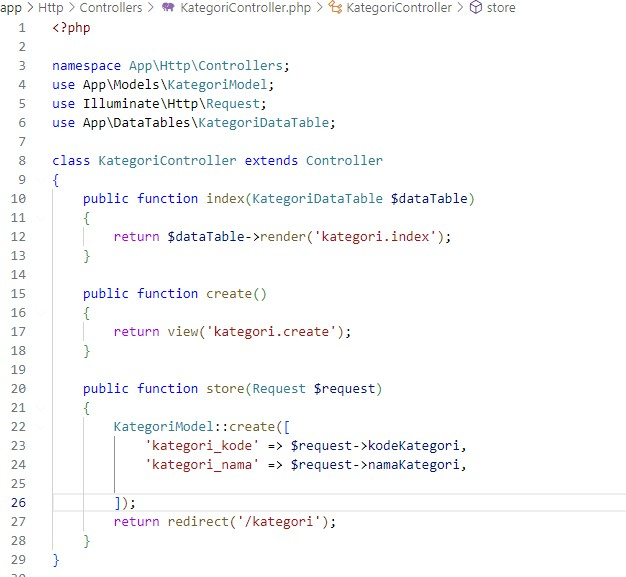 app > Http > Controllers > KategoriController.php > KategoriController > store
1 <?php
2
3 namespace App\Http\Controllers;
4 use App\Models\KategoriModel;
5 use Illuminate\Http\Request;
6 use App\DataTables\KategoriDataTable;
7
8 class KategoriController extends Controller
9 {
10     public function index(KategoriDataTable $dataTable)
11     {
12         return $dataTable->render('kategori.index');
13     }
14
15     public function create()
16     {
17         return view('kategori.create');
18     }
19
20     public function store(Request $request)
21     {
22         KategoriModel::create([
23             'kategori_kode' => $request->kodeKategori,
24             'kategori_nama' => $request->namaKategori,
25
26         ]);
27         return redirect('/kategori');
28     }
29 }